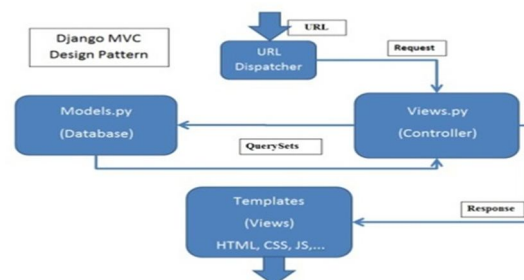 URL
Django MVC
Design Pattern
URL
Dispatcher
Request
Models.py
(Database)
Views.py
(Controller)
QuerySets
Templates
(Views)
HTML, CSS, JS,...
Response